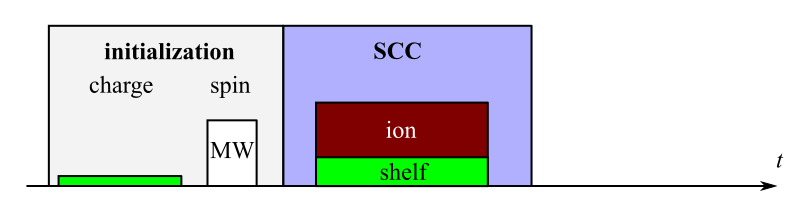 initialization
charge spin
MW
SCC
ion
shelf
t